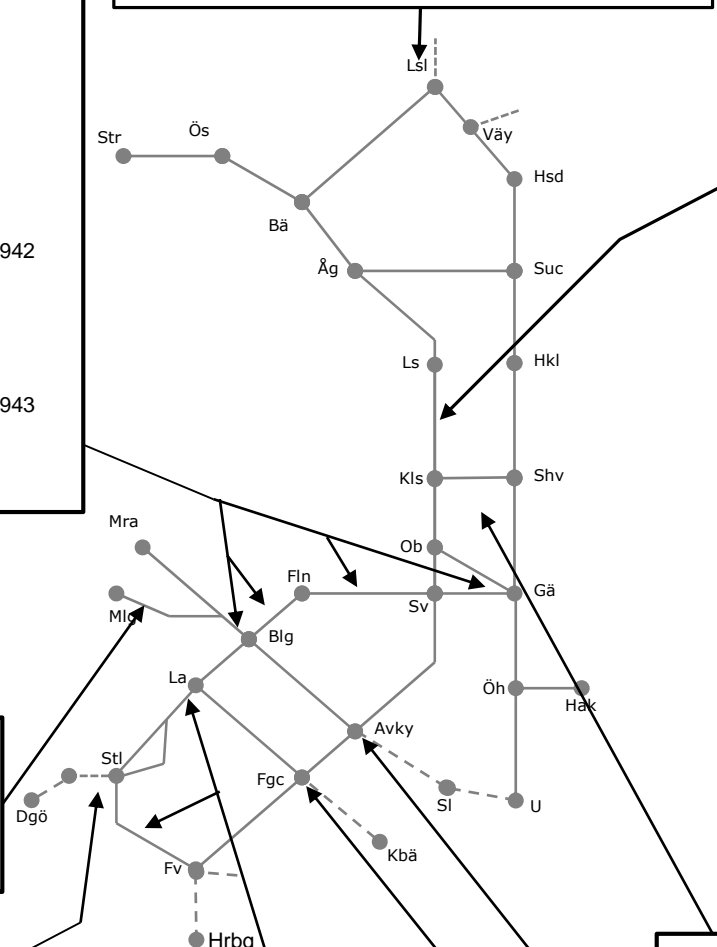 Lsl
Väy
Ös
Str
Hsd
Bä
942
Åg
Suc
Ls
Hkl
943
Kls
Shv
Mra
Ob
Fln
Gä
Mlg
Sv
Blg
La
Öh
Hak
Avky
Stl
Fgc
Sl
U
Dgö
Kbä
Fv
Hrbg